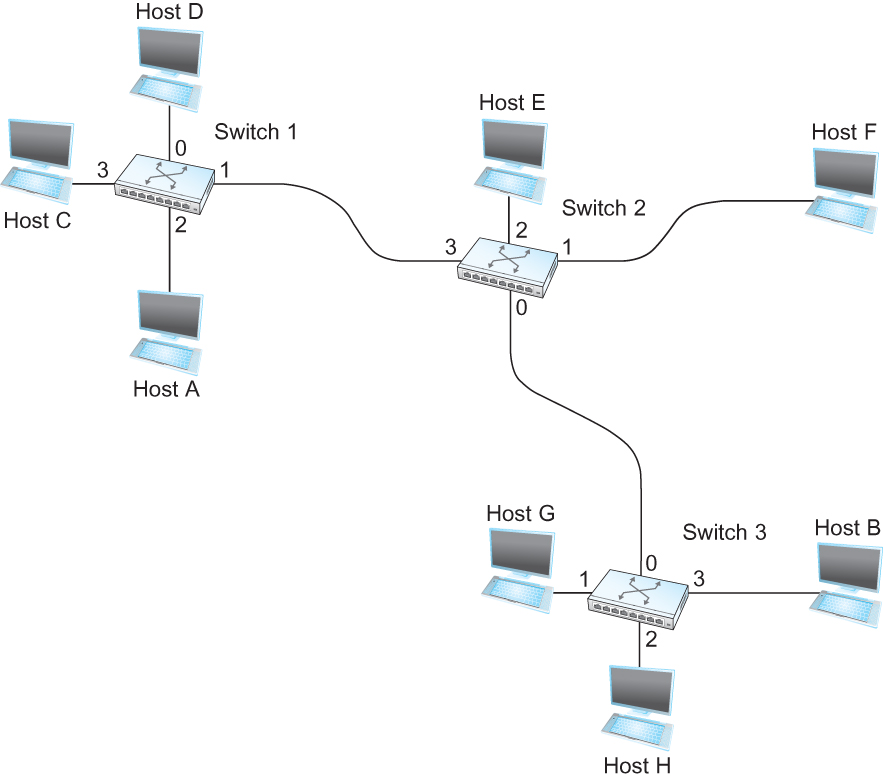 Host D
Switch 1
0
3
1
Host C
2
Host A
Host E
Host F
Switch 2
2
3
1
0
Host G
Switch 3
Host B
0
1
3
2
Host H